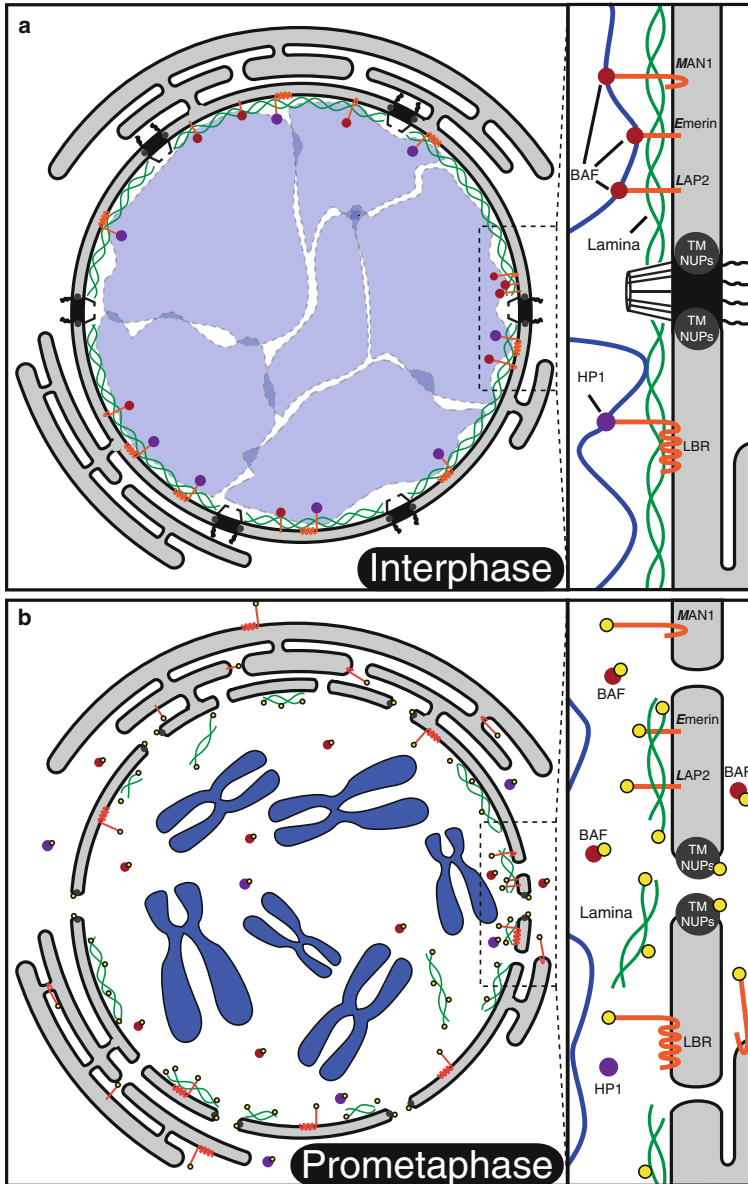 a
MAN1
Emerin
BAF
LAP2
Lamina
TM
NUPs
TM
NUPs
HP1
LBR
Interphase
b
MAN1
BAF
Emerin
LAP2
BAF
BAF
TM
NUPs
Lamina
TM
NUPs
LBR
HP1
Prometaphase